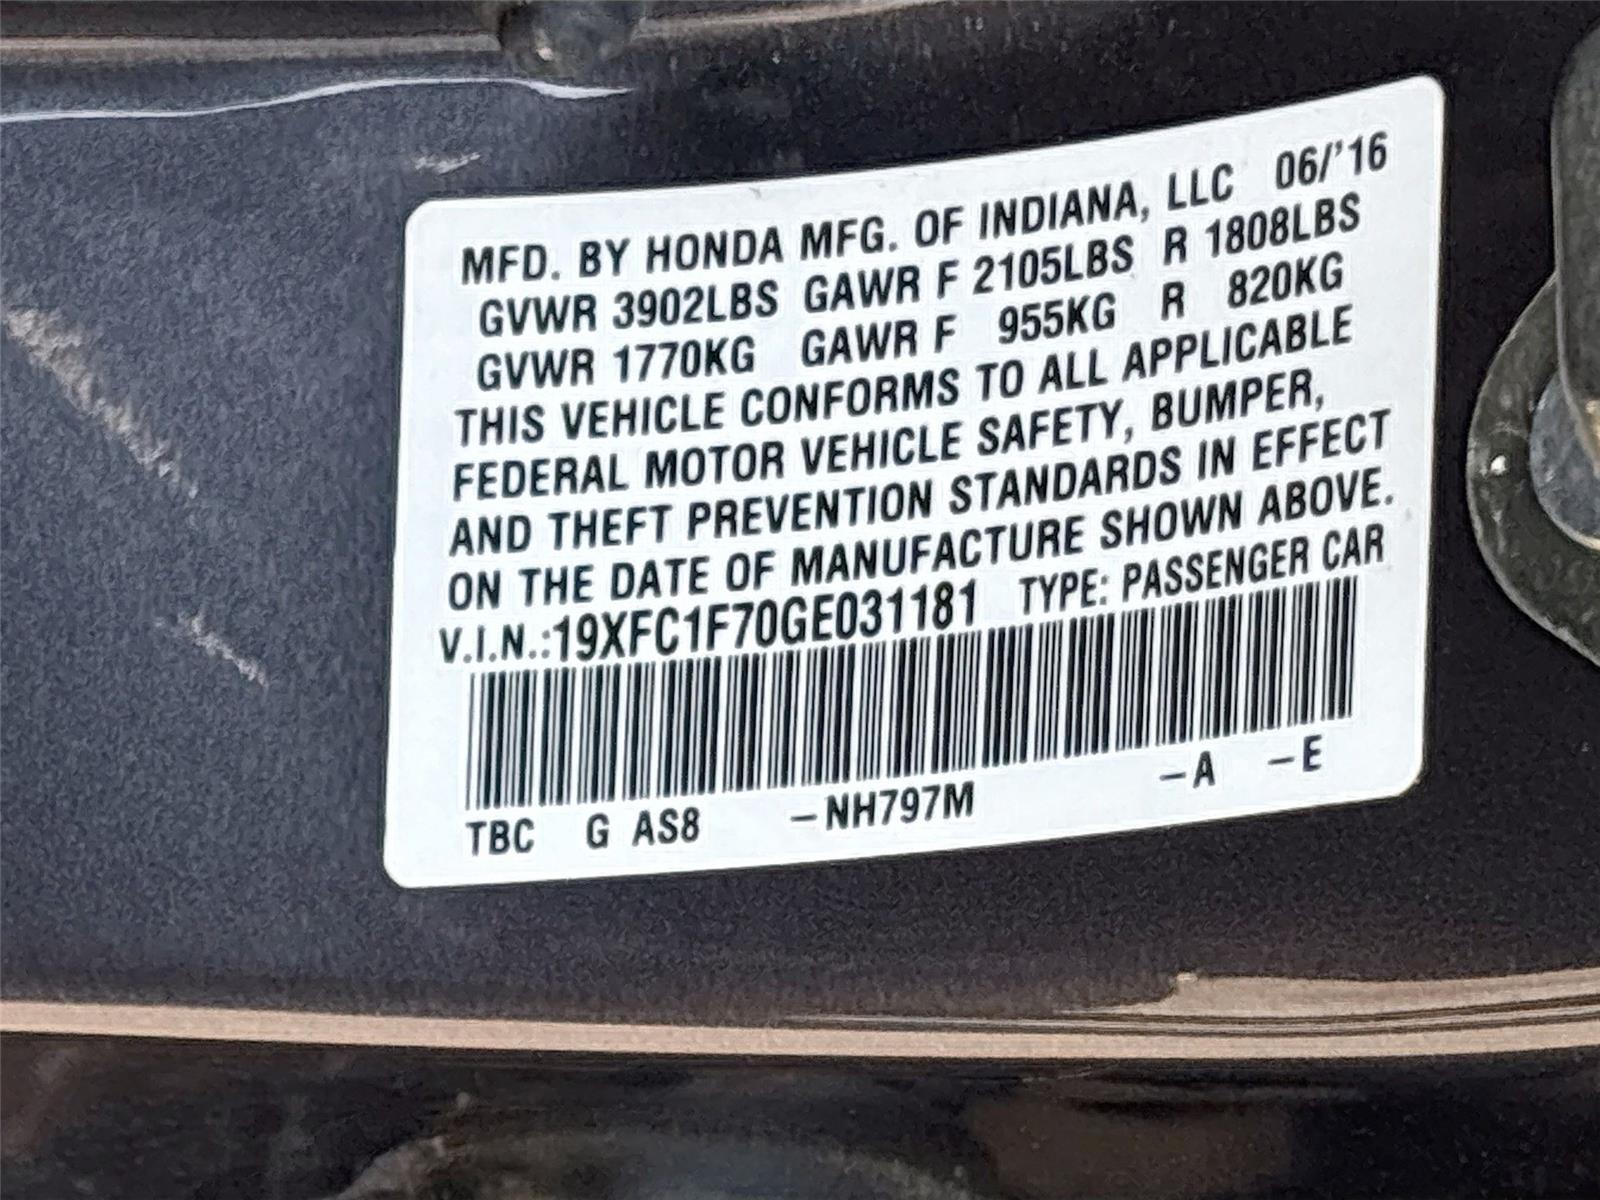 MFD. BY HONDA MFG. OF INDIANA, LLC 06/'16
GVWR 3902LBS GAWR F 2105LBS R 1808LBS
GVWR 1770KG GAWR F 955KG R 820KG
THIS VEHICLE CONFORMS TO ALL APPLICABLE
FEDERAL MOTOR VEHICLE SAFETY, BUMPER,
AND THEFT PREVENTION STANDARDS IN EFFECT
ON THE DATE OF MANUFACTURE SHOWN ABOVE.
V.I.N.:19XFC1F70GE031181 TYPE: PASSENGER CAR
TBC G AS8 –NH797M –A –E